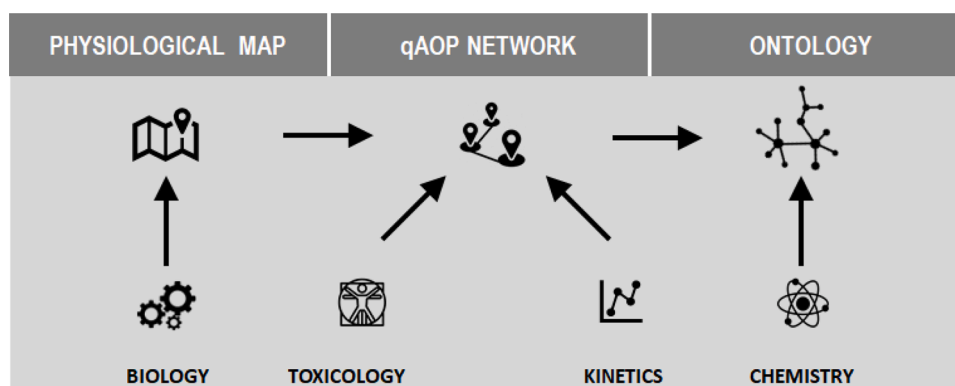 PHYSIOLOGICAL MAP
qAOP NETWORK
ONTOLOGY
BIOLOGY
TOXICOLOGY
KINETICS
CHEMISTRY